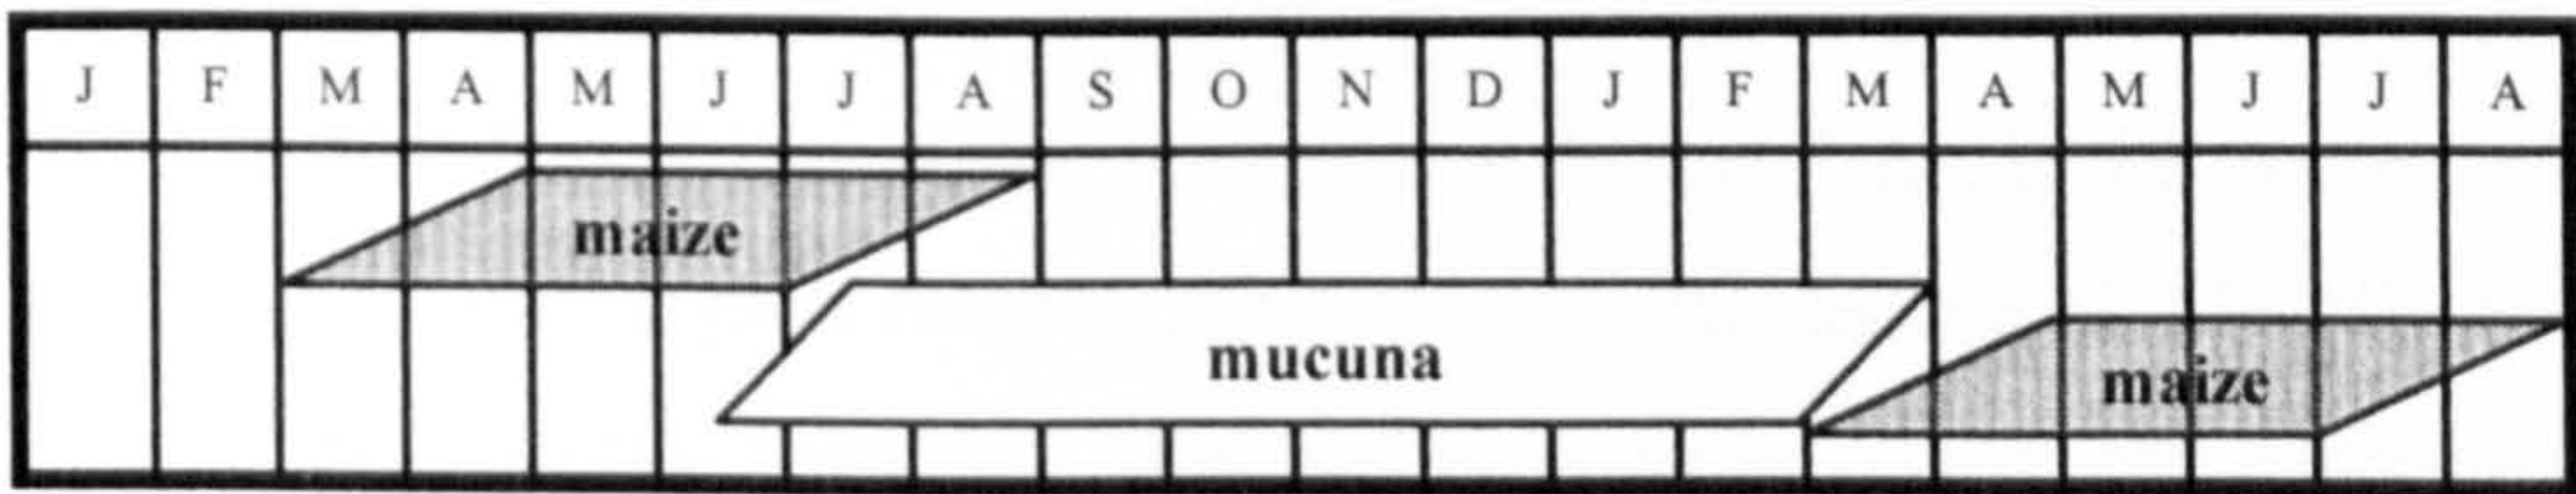 J F M A M J J A S O N D J F M A M J J A
maize
mucuna
maize